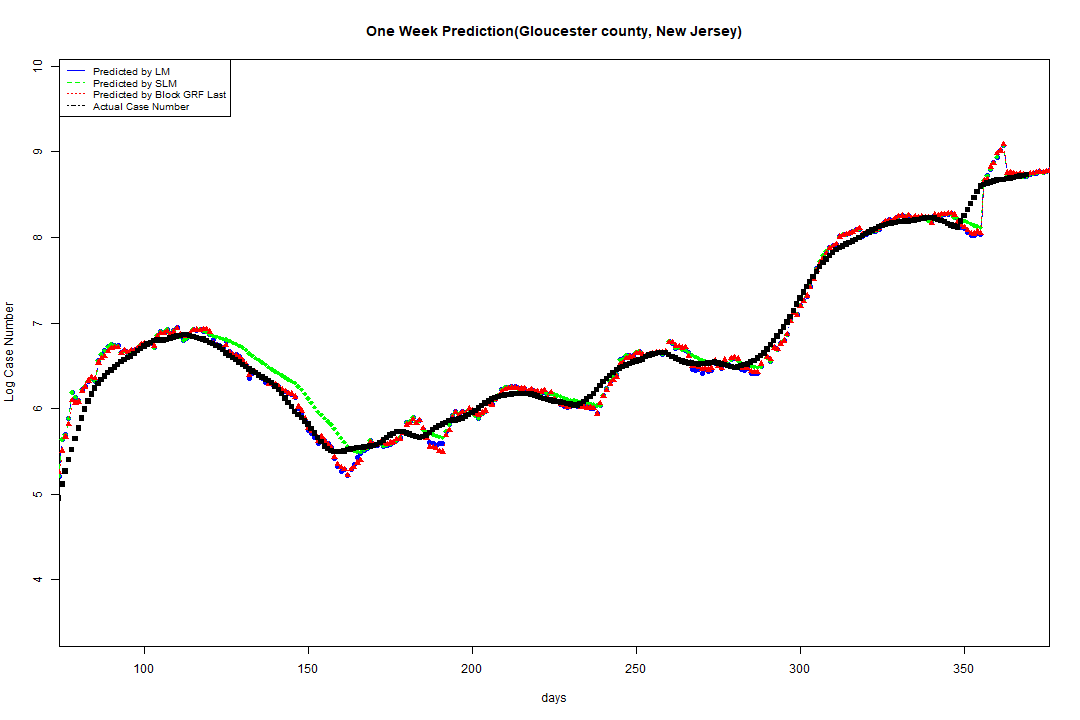 One Week Prediction(Gloucester county, New Jersey)
Predicted by LM
Predicted by SLM
Predicted by Block GRF Last
Actual Case Number
Log Case Number
10
9
8
7
6
5
4
100 150 200 250 300 350
days